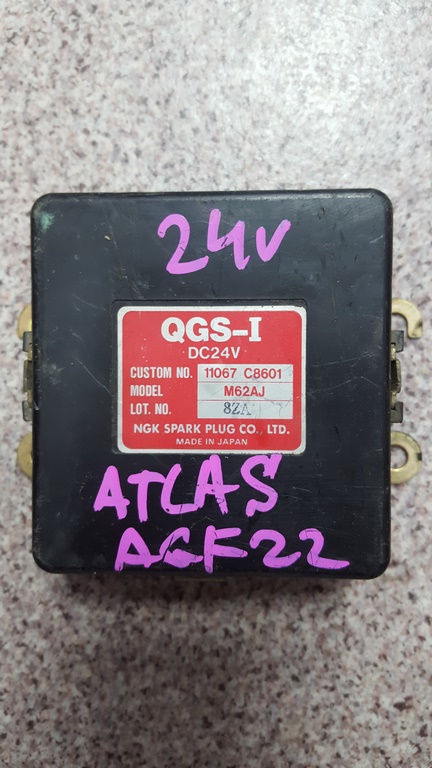 24v
QGS-I
DC24V
CUSTOM NO. 11067 C8601
MODEL M62AJ
LOT. NO. 8ZA
NGK SPARK PLUG CO., LTD.
MADE IN JAPAN
ATLAS
AGF22